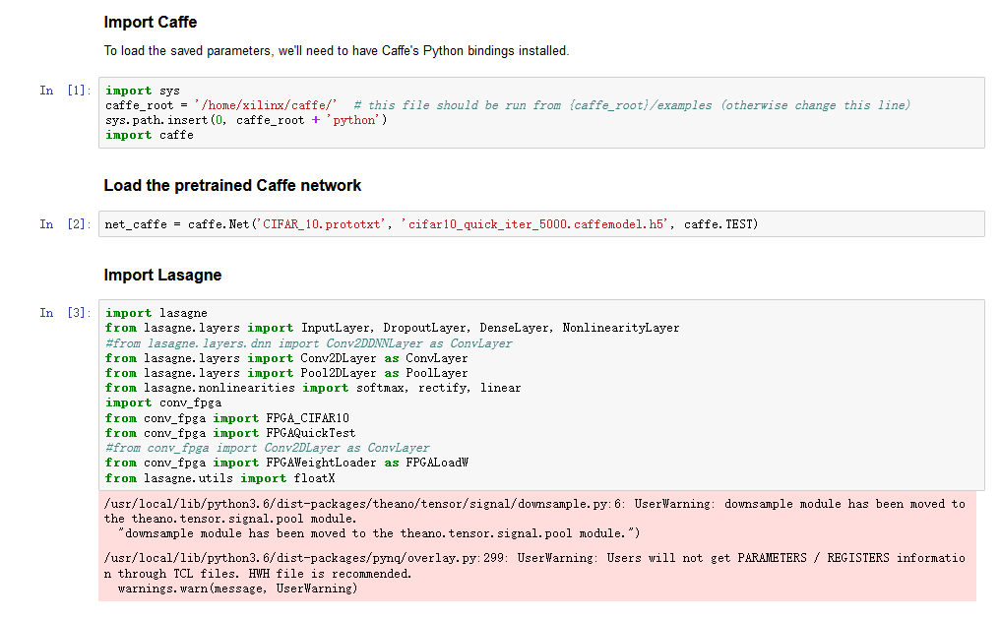 Import Caffe
To load the saved parameters, we'll need to have Caffe's Python bindings installed.
In [1]:
import sys
caffe_root = '/home/xilinx/caffe/'  # this file should be run from {caffe_root}/examples (otherwise change this line)
sys.path.insert(0, caffe_root + 'python')
import caffe
Load the pretrained Caffe network
In [2]:
net_caffe = caffe.Net('CIFAR_10.prototxt', 'cifar10_quick_iter_5000.caffemodel.h5', caffe.TEST)
Import Lasagne
In [3]:
import lasagne
from lasagne.layers import InputLayer, DropoutLayer, DenseLayer, NonlinearityLayer
#from lasagne.layers.dnn import Conv2DDNNLayer as ConvLayer
from lasagne.layers import Conv2DLayer as ConvLayer
from lasagne.layers import Pool2DLayer as PoolLayer
from lasagne.nonlinearities import softmax, rectify, linear
import conv_fpga
from conv_fpga import FPGA_CIFAR10
from conv_fpga import FPGAQuickTest
#from conv_fpga import Conv2DLayer as ConvLayer
from conv_fpga import FPGAWeightLoader as FPGALoadW
from lasagne.utils import floatX
/usr/local/lib/python3.6/dist-packages/theano/tensor/signal/downsample.py:6: UserWarning: downsample module has been moved to
the theano.tensor.signal.pool module.
"downsample module has been moved to the theano.tensor.signal.pool module.")
/usr/local/lib/python3.6/dist-packages/pynq/overlay.py:299: UserWarning: Users will not get PARAMETERS / REGISTERS informatio
n through TCL files. HWH file is recommended.
warnings.warn(message, UserWarning)